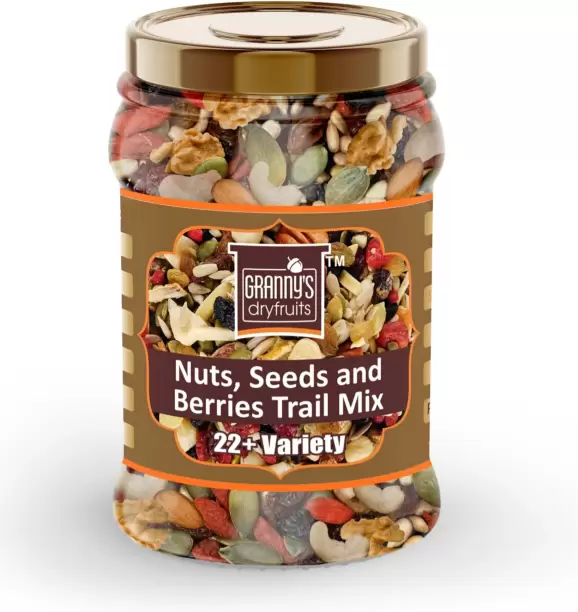 GRANNY'S
dryfruits
TM
Nuts, Seeds and
Berries Trail Mix
22+ Variety